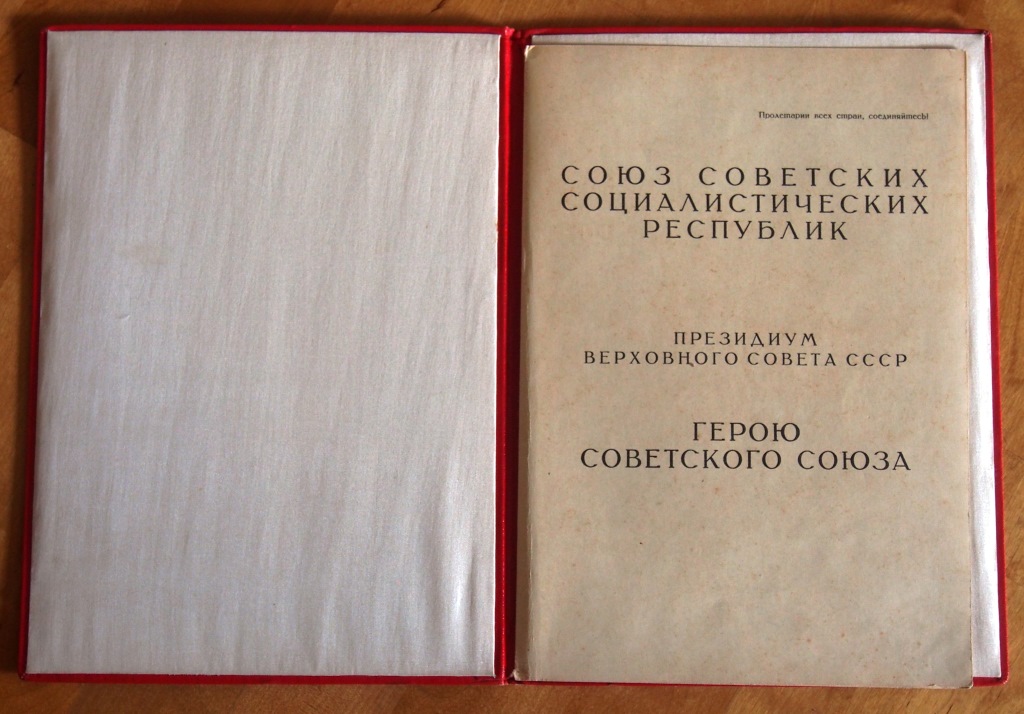 Пролетарии всех стран, соединяйтесь!
СОЮЗ СОВЕТСКИХ
СОЦИАЛИСТИЧЕСКИХ
РЕСПУБЛИК
ПРЕЗИДИУМ
ВЕРХОВНОГО СОВЕТА СССР
ГЕРОЮ
СОВЕТСКОГО СОЮЗА